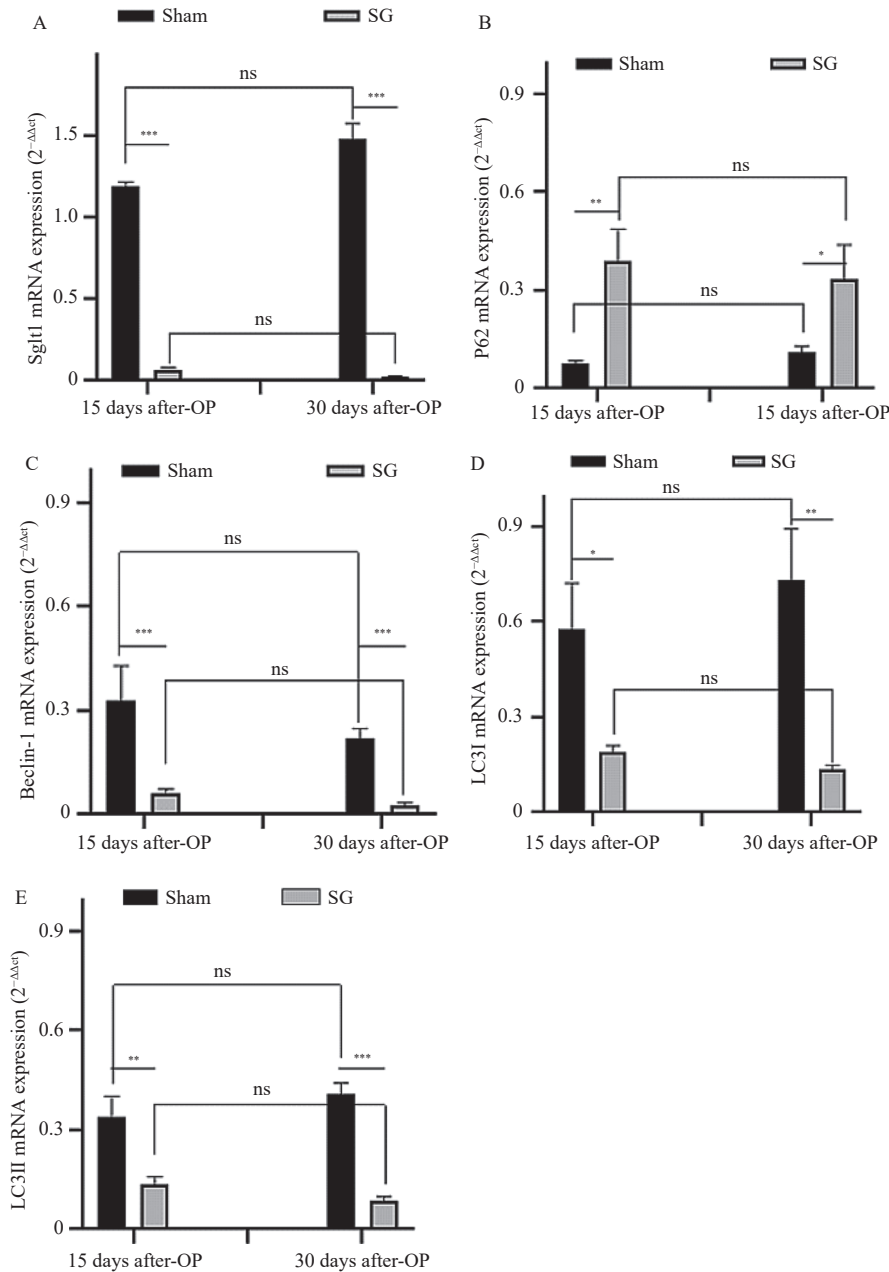 A
Sham
SG
Sglt1 mRNA expression (2⁻ΔΔct)
1.5
1.0
0.5
0
ns
***
***
ns
15 days after-OP
30 days after-OP
B
Sham
SG
P62 mRNA expression (2⁻ΔΔct)
0.9
0.6
0.3
0
ns
**
*
ns
15 days after-OP
15 days after-OP
C
Sham
SG
Beclin-1 mRNA expression (2⁻ΔΔct)
0.9
0.6
0.3
0
ns
***
***
ns
15 days after-OP
30 days after-OP
D
Sham
SG
LC3I mRNA expression (2⁻ΔΔct)
0.9
0.6
0.3
0
ns
**
*
ns
15 days after-OP
30 days after-OP
E
Sham
SG
LC3II mRNA expression (2⁻ΔΔct)
0.9
0.6
0.3
0
ns
**
***
ns
15 days after-OP
30 days after-OP